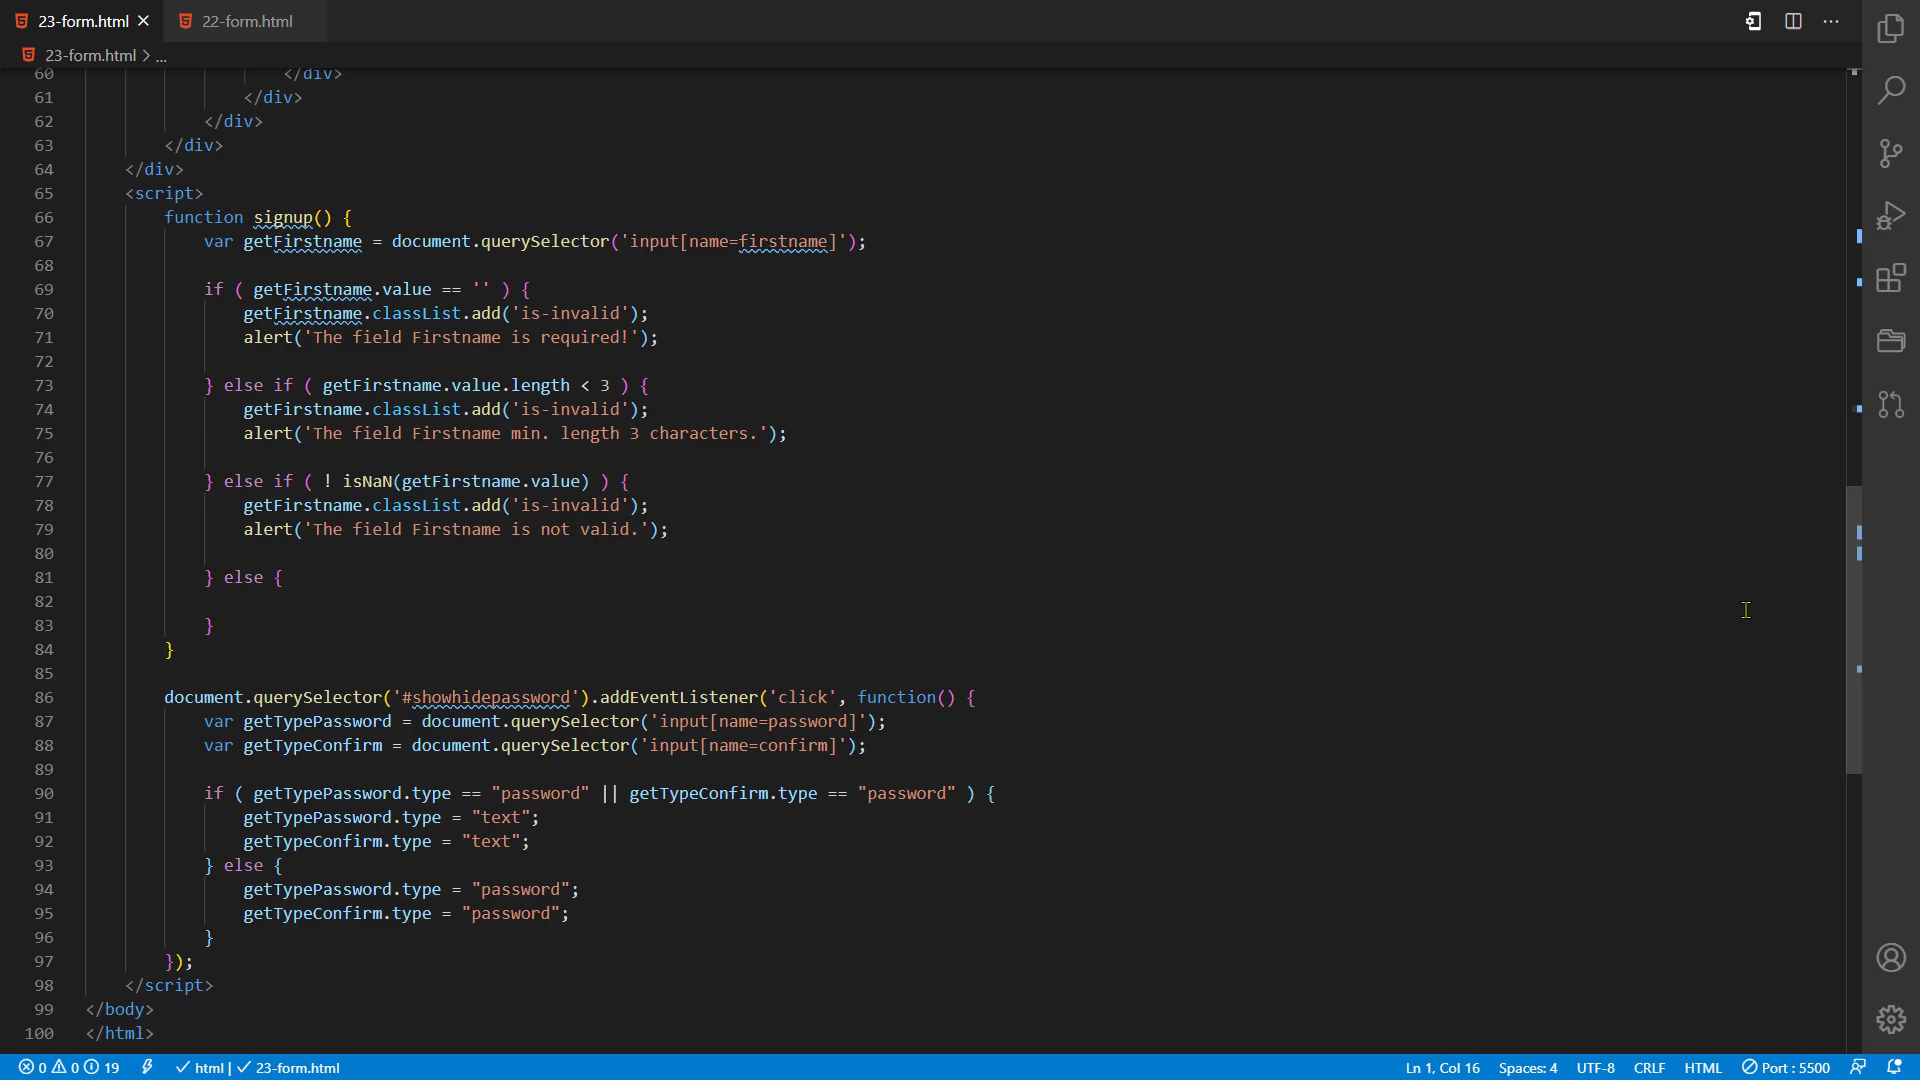 23-form.html
22-form.html
23-form.html > ...
60 </div>
61 </div>
62 </div>
63 </div>
64 </div>
65 <script>
66 function signup() {
67 var getFirstname = document.querySelector('input[name=firstname]');
68
69 if ( getFirstname.value == '' ) {
70 getFirstname.classList.add('is-invalid');
71 alert('The field Firstname is required!');
72
73 } else if ( getFirstname.value.length < 3 ) {
74 getFirstname.classList.add('is-invalid');
75 alert('The field Firstname min. length 3 characters.');
76
77 } else if ( ! isNaN(getFirstname.value) ) {
78 getFirstname.classList.add('is-invalid');
79 alert('The field Firstname is not valid.');
80
81 } else {
82
83 }
84 }
85
86 document.querySelector('#showhidepassword').addEventListener('click', function() {
87 var getTypePassword = document.querySelector('input[name=password]');
88 var getTypeConfirm = document.querySelector('input[name=confirm]');
89
90 if ( getTypePassword.type == "password" || getTypeConfirm.type == "password" ) {
91 getTypePassword.type = "text";
92 getTypeConfirm.type = "text";
93 } else {
94 getTypePassword.type = "password";
95 getTypeConfirm.type = "password";
96 }
97 });
98 </script>
99 </body>
100 </html>
0 0 19 html | 23-form.html Ln 1, Col 16 Spaces: 4 UTF-8 CRLF HTML Port : 5500